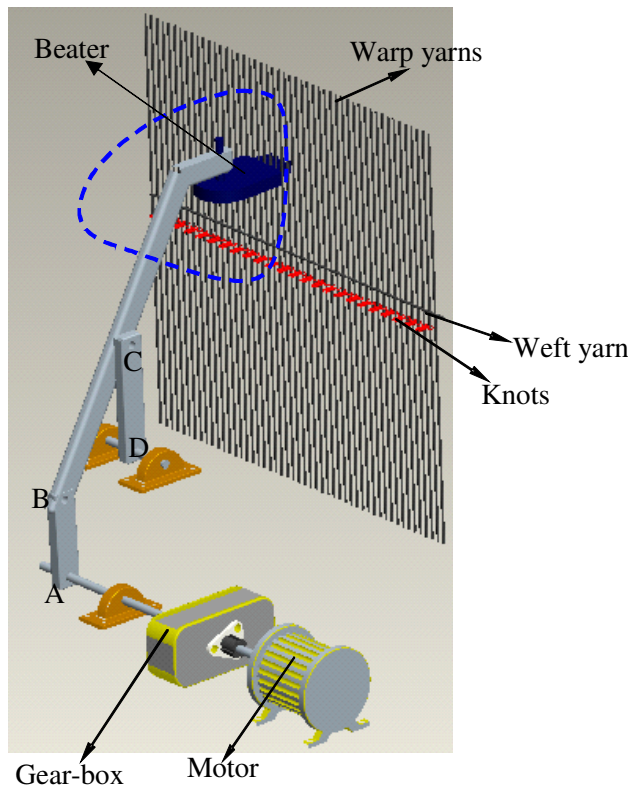 Beater
Warp yarns
C
Weft yarn
Knots
D
B
A
Gear-box
Motor